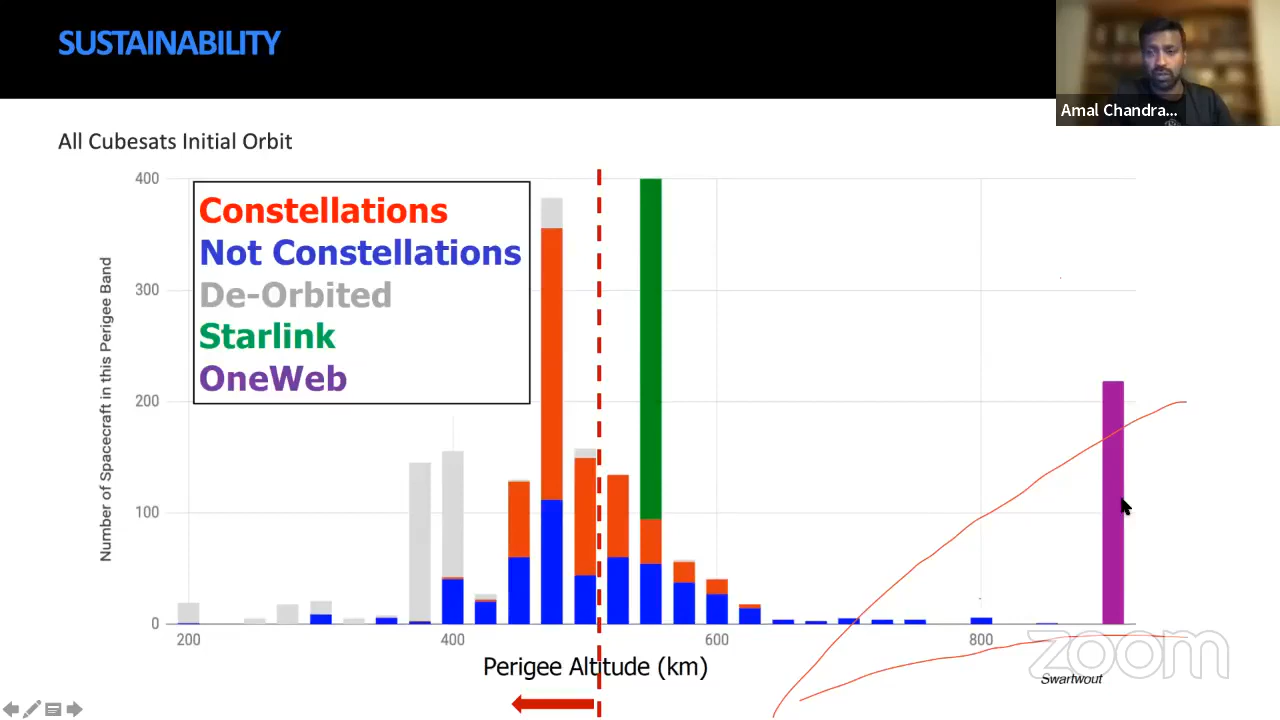 SUSTAINABILITY
Amal Chandra...
All Cubesats Initial Orbit
Constellations
Not Constellations
De-Orbited
Starlink
OneWeb
Number of Spacecraft in this Perigee Band
400
300
200
100
0
200
400
600
800
Perigee Altitude (km)
Swartwout
zoom